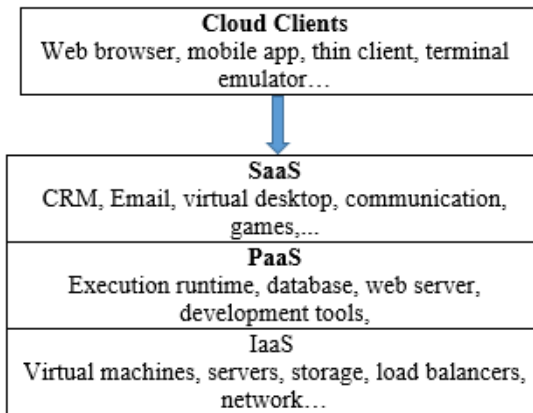 Cloud Clients
Web browser, mobile app, thin client, terminal
emulator…
SaaS
CRM, Email, virtual desktop, communication,
games,...
PaaS
Execution runtime, database, web server,
development tools,
IaaS
Virtual machines, servers, storage, load balancers,
network…